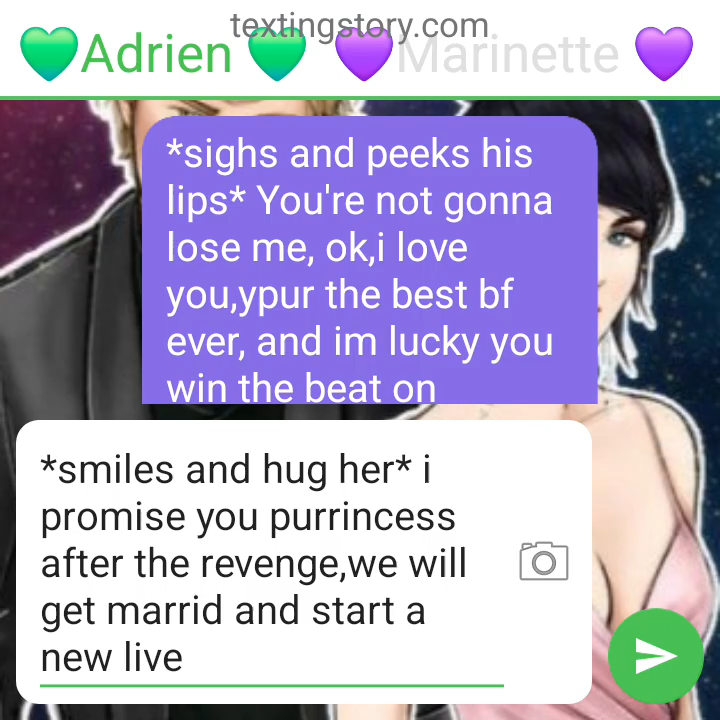 textingstory.com
💚Adrien 💚 💜Marinette 💜
*sighs and peeks his
lips* You're not gonna
lose me, ok,i love
you,ypur the best bf
ever, and im lucky you
win the beat on
*smiles and hug her* i
promise you purrincess
after the revenge,we will
get marrid and start a
new live